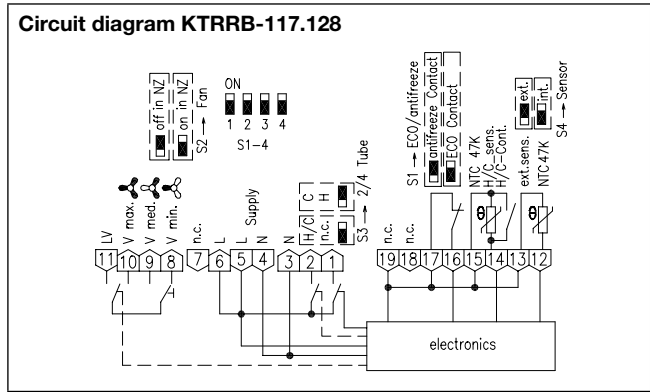 Circuit diagram KTRRB-117.128
off in NZ
on in NZ
S2 → Fan
ON
1 2 3 4
S1-4
S1 → ECO/antifreeze
antifreeze Contact
ECO Contact
NTC 47K
H/C-sens.
H/C-Cont.
ext.sens.
NTC 47K
ext.
int.
S4 → Sensor
H/C C
n.c. H
S3 → 2/4 Tube
LV
V max.
V med.
V min.
n.c.
L
L
Supply
N
N
n.c.
n.c.
θ
θ
11 10 9 8 7 6 5 4 3 2 1
19 18 17 16 15 14 13 12
electronics